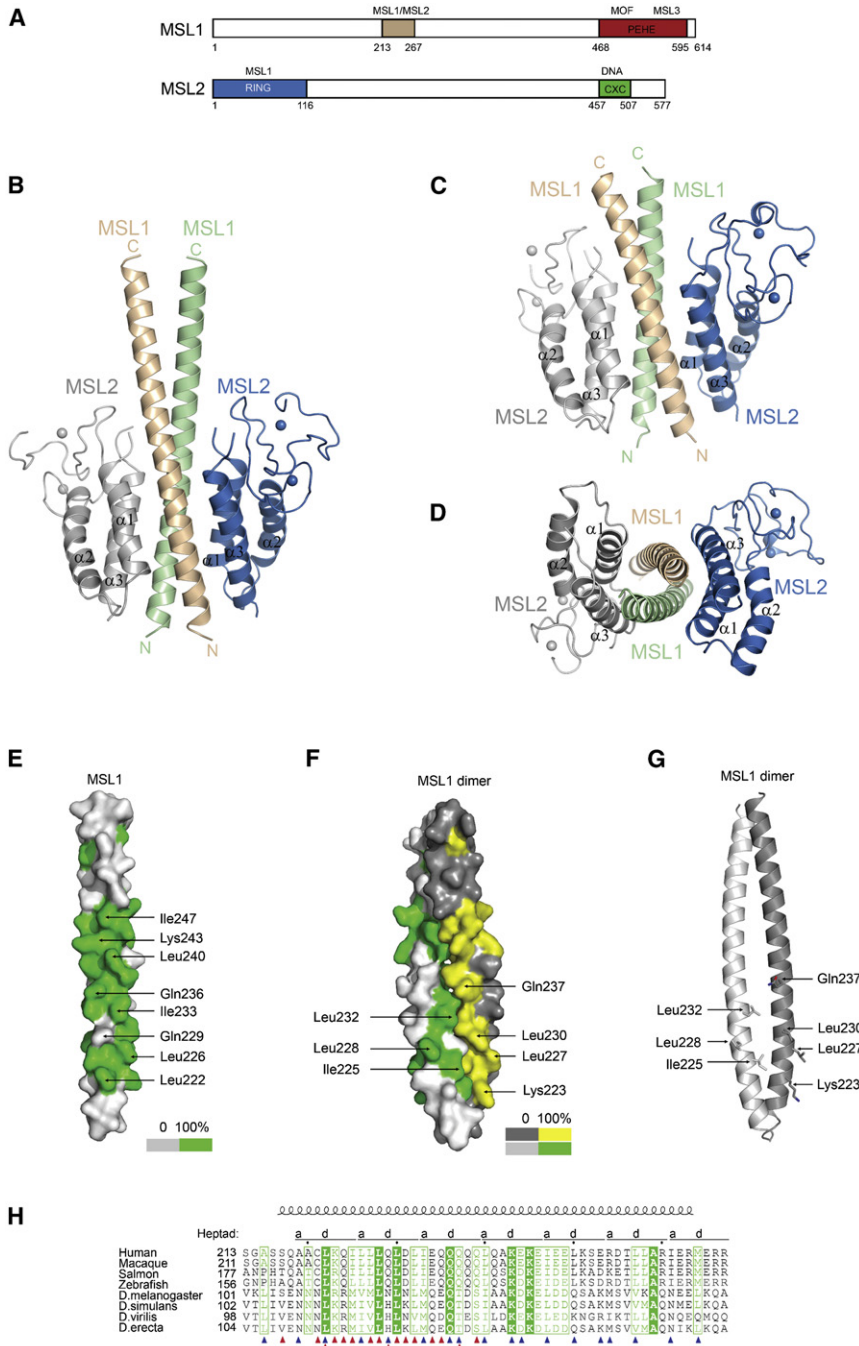 A
MSL1/MSL2 MOF MSL3
MSL1 PEHE
1 213 267 468 595 614
MSL1 DNA
MSL2 RING CXC
1 116 457 507 577
B
MSL1 MSL1
C C
MSL2 MSL2
α1 α2 α3 α1 α3 α2
N N
C
C C
MSL1 MSL1
α1 α2 α3 α1 α3 α2
MSL2 MSL2
N N
D
MSL1
α1 α2 α3 α3 α1 α2
MSL2 MSL2
MSL1
E
MSL1
Ile247
Lys243
Leu240
Gln236
Ile233
Gln229
Leu226
Leu222
0 100%
F
MSL1 dimer
Gln237
Leu232
Leu230
Leu228
Leu227
Ile225
Lys223
0 100%
G
MSL1 dimer
Gln237
Leu232
Leu230
Leu228
Leu227
Ile225
Lys223
H
Heptad: a d a d a d a d a d a d
Human 213 SGASSQAACLKQILLLQLDLIEQQQQQLQAKEKEIEELKSERDTLLARIERMERR
Macaque 211
Salmon 177
Zebrafish 156
D.melanogaster 101
D.simulans 102
D.virilis 98
D.erecta 104